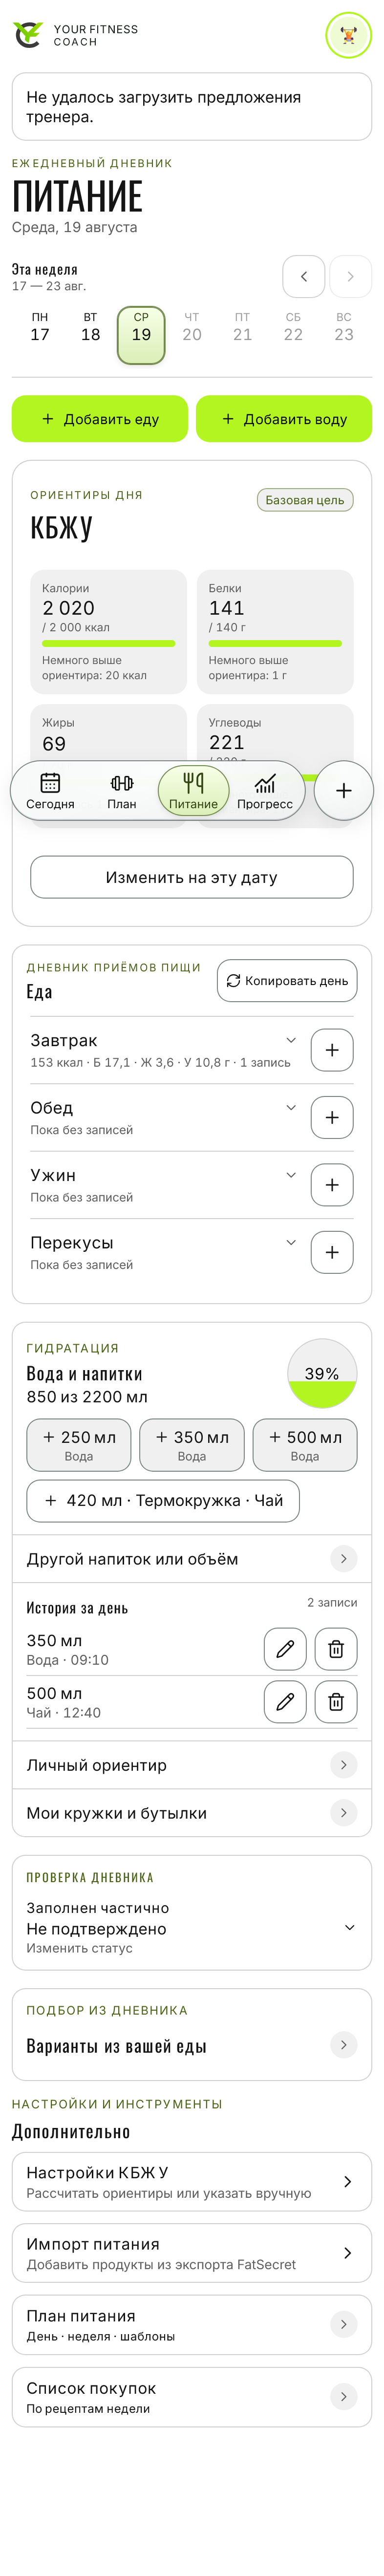 YOUR FITNESS
COACH
Не удалось загрузить предложения
тренера.
ЕЖЕДНЕВНЫЙ ДНЕВНИК
ПИТАНИЕ
Среда, 19 августа
Эта неделя
17 — 23 авг.
ПН ВТ СР ЧТ ПТ СБ ВС
17 18 19 20 21 22 23
+ Добавить еду
+ Добавить воду
ОРИЕНТИРЫ ДНЯ
Базовая цель
КБЖУ
Калории
2 020
/ 2 000 ккал
Немного выше
ориентира: 20 ккал
Белки
141
/ 140 г
Немного выше
ориентира: 1 г
Жиры
69
Углеводы
221
Сегодня
План
Питание
Прогресс
+
Изменить на эту дату
ДНЕВНИК ПРИЁМОВ ПИЩИ
Еда
Копировать день
Завтрак
153 ккал · Б 17,1 · Ж 3,6 · У 10,8 г · 1 запись
Обед
Пока без записей
Ужин
Пока без записей
Перекусы
Пока без записей
ГИДРАТАЦИЯ
Вода и напитки
850 из 2200 мл
39%
+ 250 мл
Вода
+ 350 мл
Вода
+ 500 мл
Вода
+ 420 мл · Термокружка · Чай
Другой напиток или объём
История за день
2 записи
350 мл
Вода · 09:10
500 мл
Чай · 12:40
Личный ориентир
Мои кружки и бутылки
ПРОВЕРКА ДНЕВНИКА
Заполнен частично
Не подтверждено
Изменить статус
ПОДБОР ИЗ ДНЕВНИКА
Варианты из вашей еды
НАСТРОЙКИ И ИНСТРУМЕНТЫ
Дополнительно
Настройки КБЖУ
Рассчитать ориентиры или указать вручную
Импорт питания
Добавить продукты из экспорта FatSecret
План питания
День · неделя · шаблоны
Список покупок
По рецептам недели